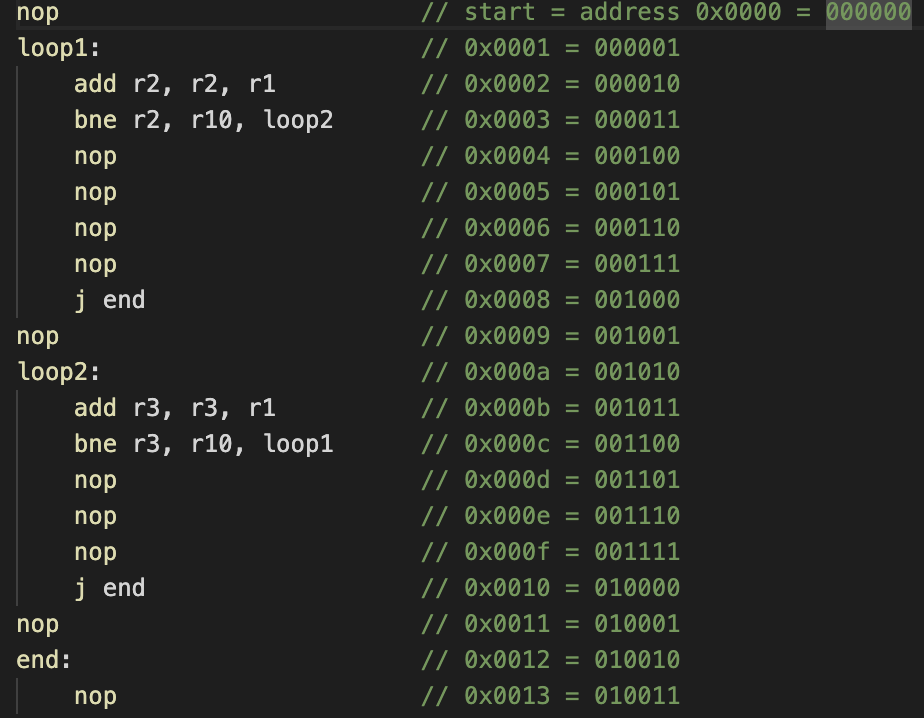 nop // start = address 0x0000 = 000000
loop1: // 0x0001 = 000001
add r2, r2, r1 // 0x0002 = 000010
bne r2, r10, loop2 // 0x0003 = 000011
nop // 0x0004 = 000100
nop // 0x0005 = 000101
nop // 0x0006 = 000110
nop // 0x0007 = 000111
j end // 0x0008 = 001000
nop // 0x0009 = 001001
loop2: // 0x000a = 001010
add r3, r3, r1 // 0x000b = 001011
bne r3, r10, loop1 // 0x000c = 001100
nop // 0x000d = 001101
nop // 0x000e = 001110
nop // 0x000f = 001111
j end // 0x0010 = 010000
nop // 0x0011 = 010001
end: // 0x0012 = 010010
nop // 0x0013 = 010011